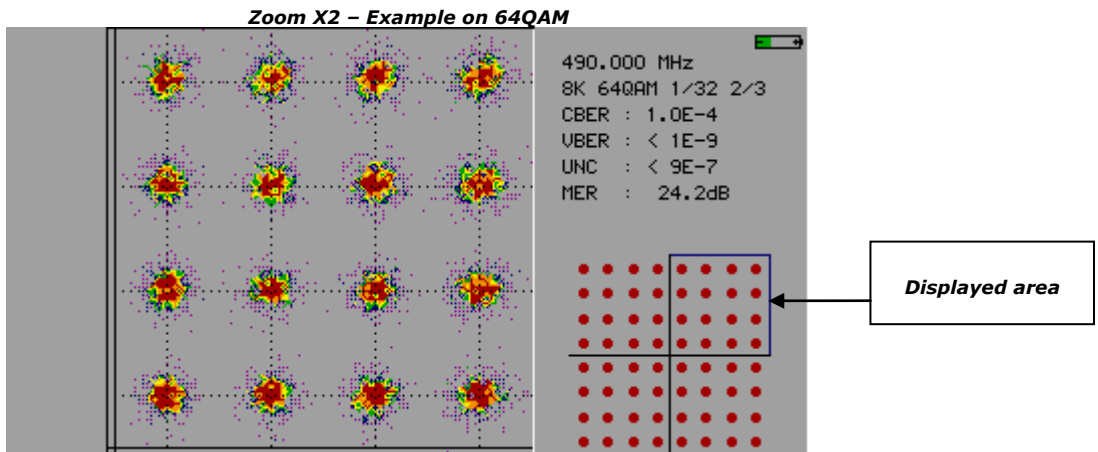 Zoom X2 – Example on 64QAM
490.000 MHz
8K 64QAM 1/32 2/3
CBER : 1.0E-4
VBER : < 1E-9
UNC : < 9E-7
MER : 24.2dB
Displayed area